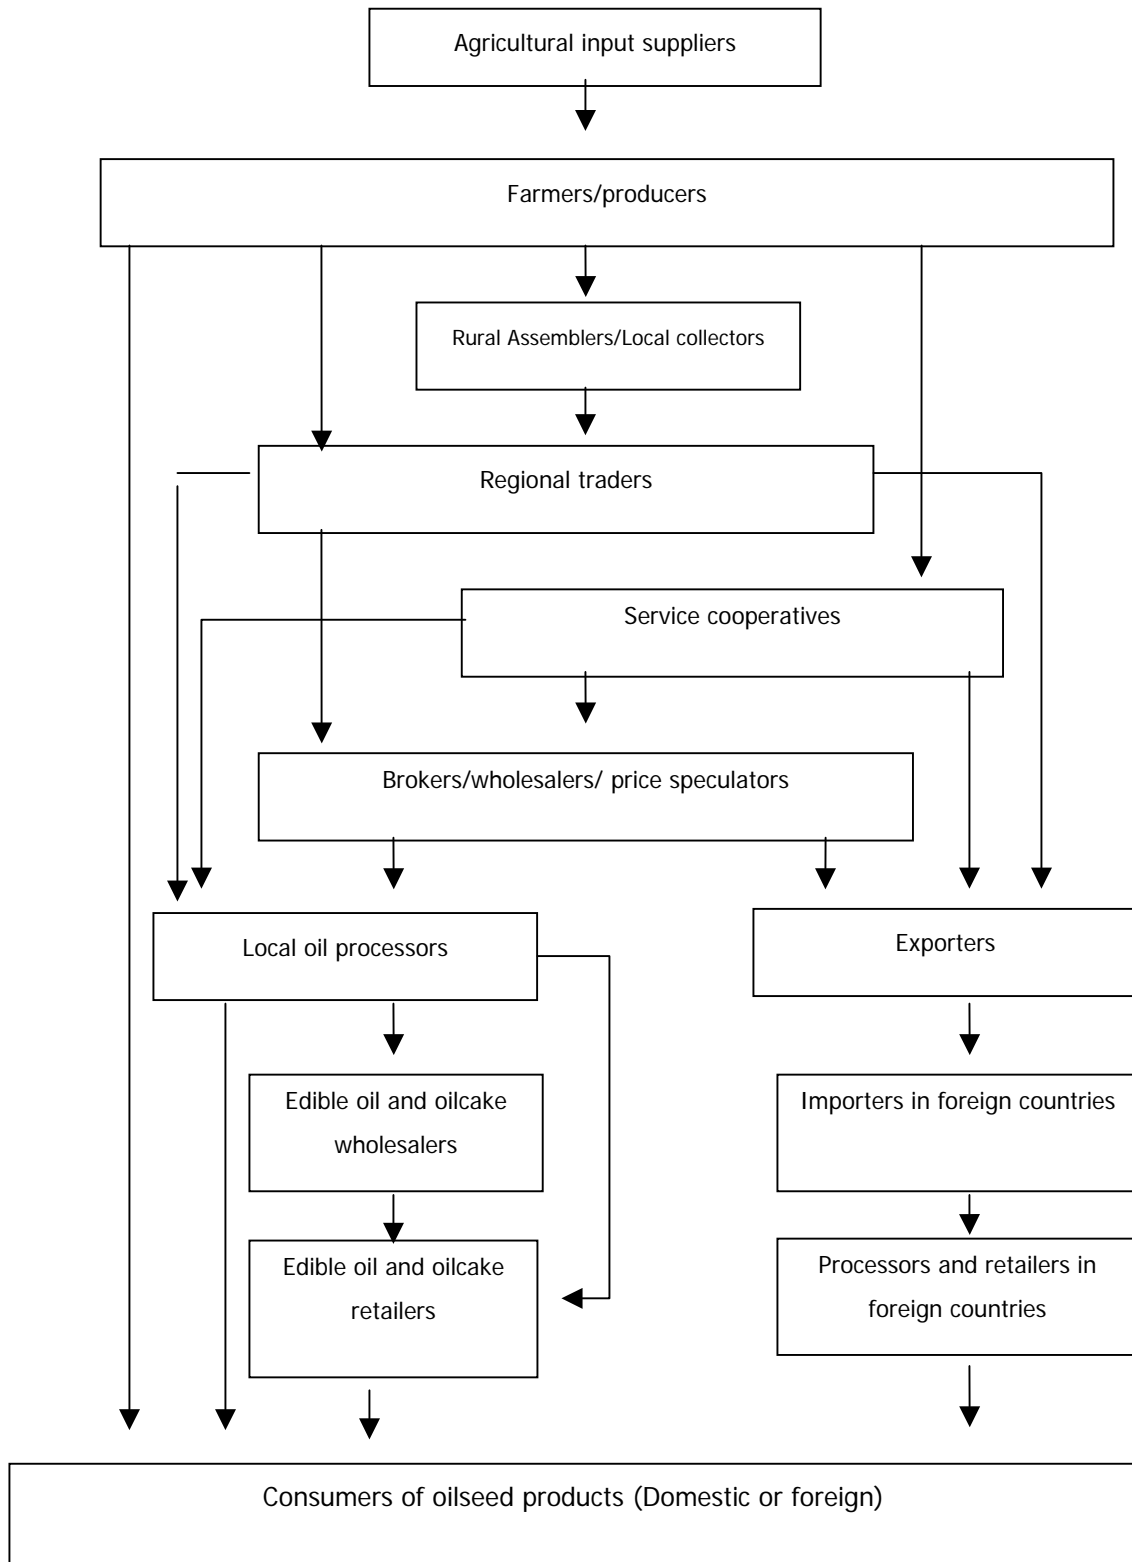 Agricultural input suppliers
Farmers/producers
Rural Assemblers/Local collectors
Regional traders
Service cooperatives
Brokers/wholesalers/ price speculators
Local oil processors
Exporters
Edible oil and oilcake
wholesalers
Importers in foreign countries
Edible oil and oilcake
retailers
Processors and retailers in
foreign countries
Consumers of oilseed products (Domestic or foreign)